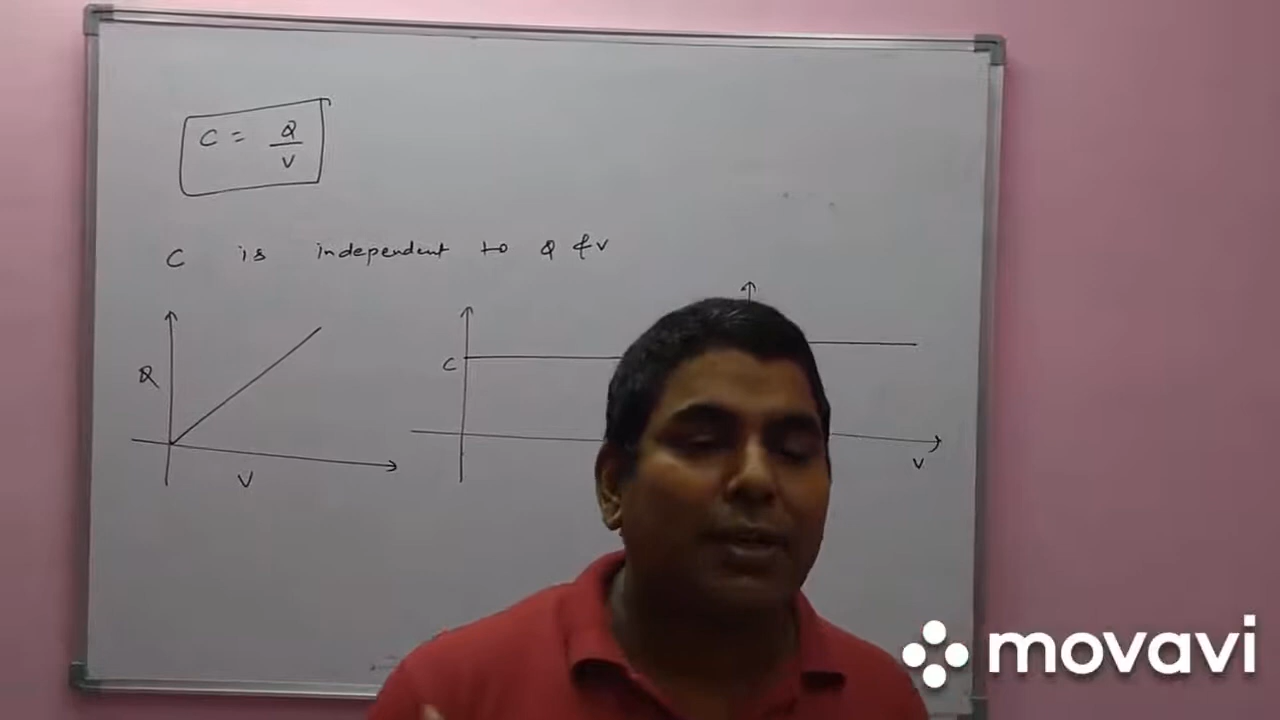 C = Q
V
C is independent to Q & V
Q
V
C
V
movavi